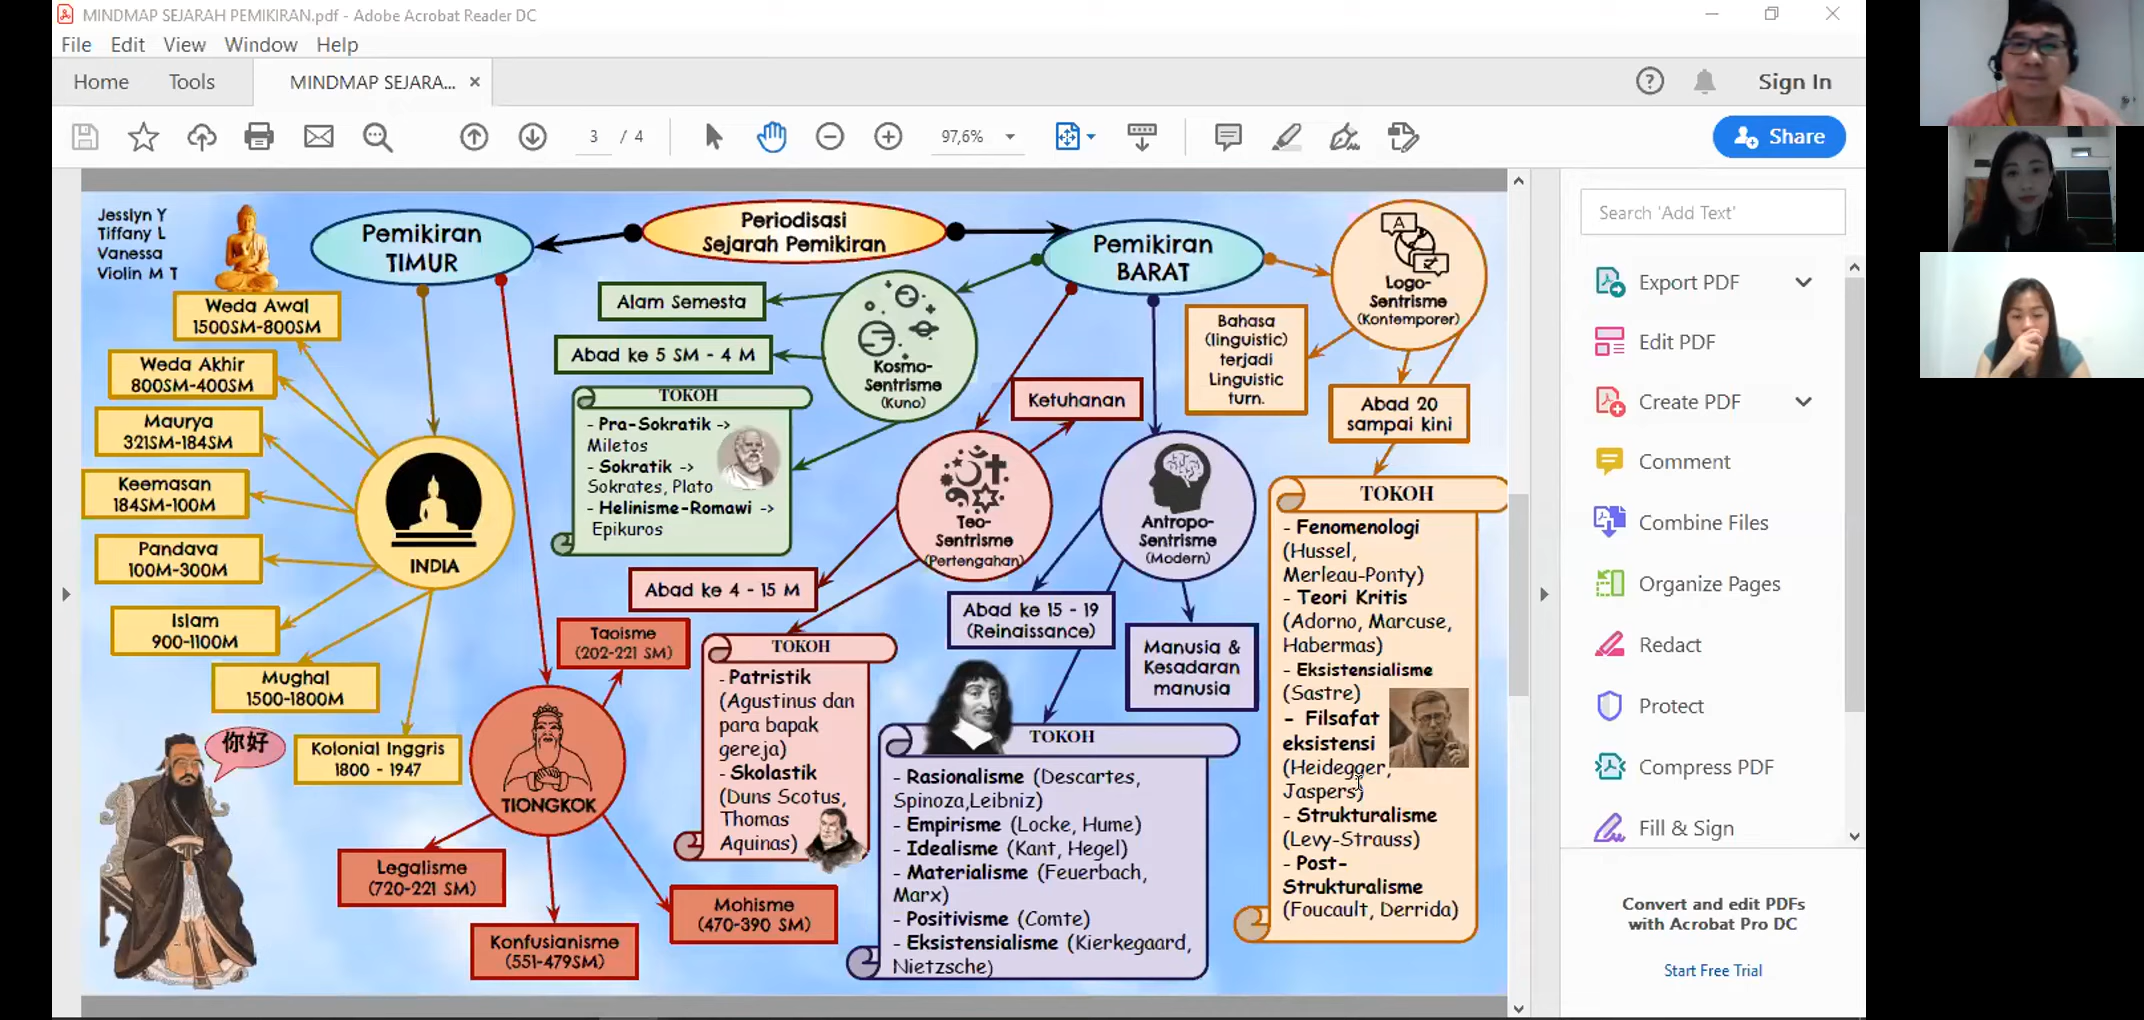 MINDMAP SEJARAH PEMIKIRAN.pdf - Adobe Acrobat Reader DC
File Edit View Window Help
Home Tools MINDMAP SEJARA... × Sign In
3 / 4 97,6% Share
Jesslyn Y
Tiffany L
Vanessa
Violin M T
Pemikiran
TIMUR
Periodisasi
Sejarah Pemikiran
Pemikiran
BARAT
Weda Awal
1500SM-800SM
Weda Akhir
800SM-400SM
Maurya
321SM-184SM
Keemasan
184SM-100M
Pandava
100M-300M
Islam
900-1100M
Mughal
1500-1800M
Kolonial Inggris
1800 - 1947
INDIA
你好
TIONGKOK
Taoisme
(202-221 SM)
Legalisme
(720-221 SM)
Konfusianisme
(551-479SM)
Mohisme
(470-390 SM)
Alam Semesta
Abad ke 5 SM - 4 M
Kosmo-
Sentrisme
(Kuno)
TOKOH
- Pra-Sokratik ->
Miletos
- Sokratik ->
Sokrates, Plato
- Helinisme-Romawi ->
Epikuros
Ketuhanan
Teo-
Sentrisme
(Pertengahan)
Abad ke 4 - 15 M
TOKOH
- Patristik
(Agustinus dan
para bapak
gereja)
- Skolastik
(Duns Scotus,
Thomas
Aquinas)
Antropo-
Sentrisme
(Modern)
Abad ke 15 - 19
(Reinaissance)
Manusia &
Kesadaran
manusia
TOKOH
- Rasionalisme (Descartes,
Spinoza,Leibniz)
- Empirisme (Locke, Hume)
- Idealisme (Kant, Hegel)
- Materialisme (Feuerbach,
Marx)
- Positivisme (Comte)
- Eksistensialisme (Kierkegaard,
Nietzsche)
A
Logo-
Sentrisme
(Kontemporer)
Bahasa
(linguistic)
terjadi
Linguistic
turn.
Abad 20
sampai kini
TOKOH
- Fenomenologi
(Hussel,
Merleau-Ponty)
- Teori Kritis
(Adorno, Marcuse,
Habermas)
- Eksistensialisme
(Sastre)
- Filsafat
eksistensi
(Heidegger,
Jaspers)
- Strukturalisme
(Levy-Strauss)
- Post-
Strukturalisme
(Foucault, Derrida)
Search 'Add Text'
Export PDF
Edit PDF
Create PDF
Comment
Combine Files
Organize Pages
Redact
Protect
Compress PDF
Fill & Sign
Convert and edit PDFs
with Acrobat Pro DC
Start Free Trial